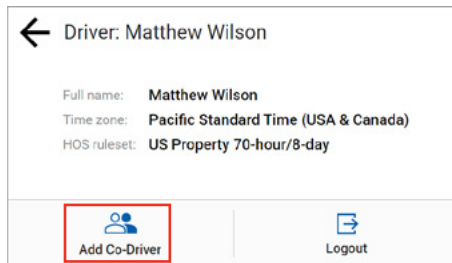 Driver: Matthew Wilson
Full name: Matthew Wilson
Time zone: Pacific Standard Time (USA & Canada)
HOS ruleset: US Property 70-hour/8-day
Add Co-Driver Logout